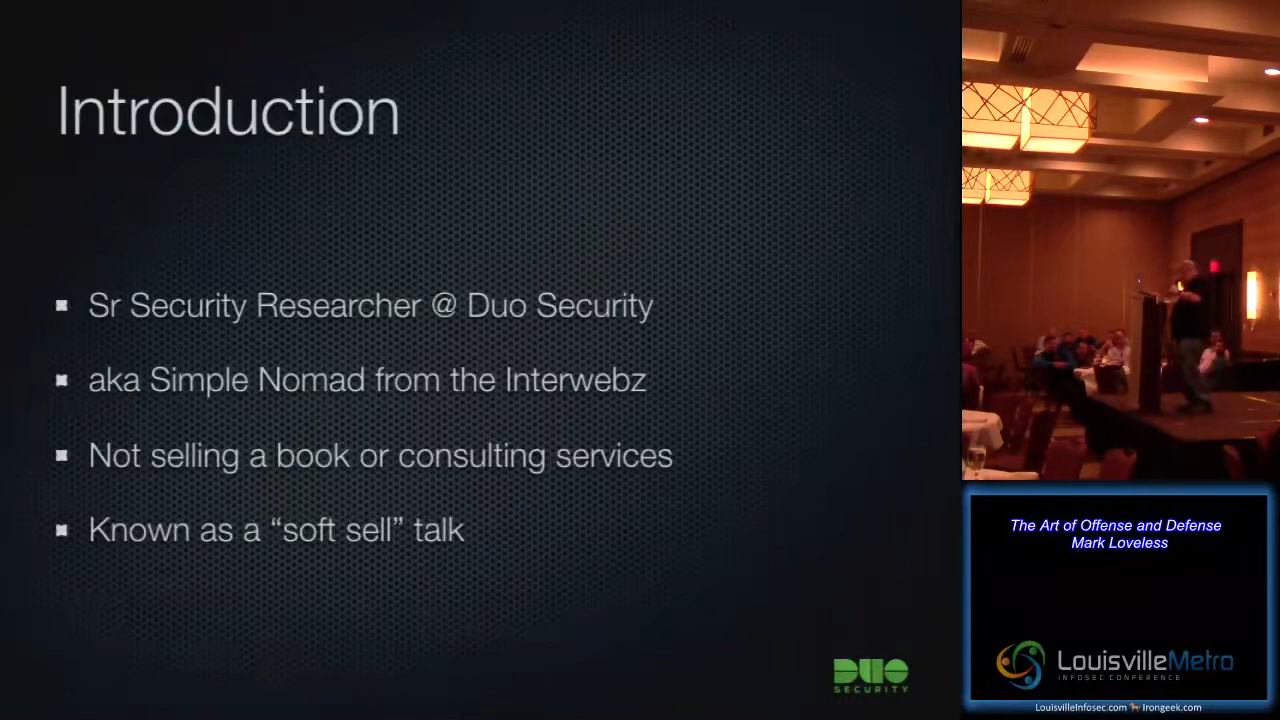 Introduction
Sr Security Researcher @ Duo Security
aka Simple Nomad from the Interwebz
Not selling a book or consulting services
Known as a “soft sell” talk
DUO
SECURITY
The Art of Offense and Defense
Mark Loveless
LouisvilleMetro
INFOSEC CONFERENCE
LouisvilleInfosec.com Irongeek.com